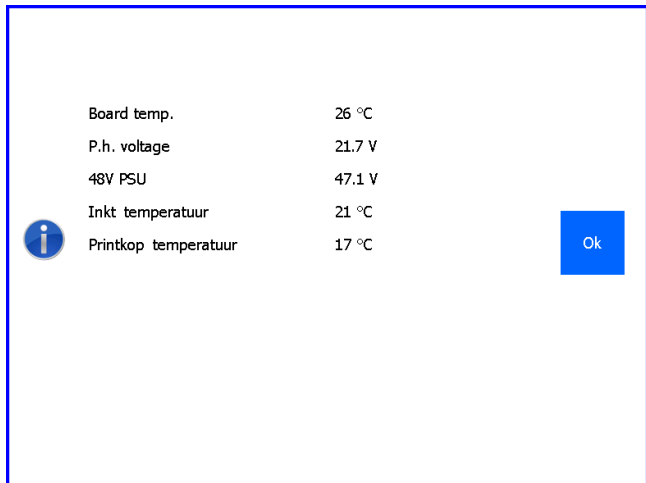 Board temp. 26 °C
P.h. voltage 21.7 V
48V PSU 47.1 V
Inkt temperatuur 21 °C
Printkop temperatuur 17 °C
Ok